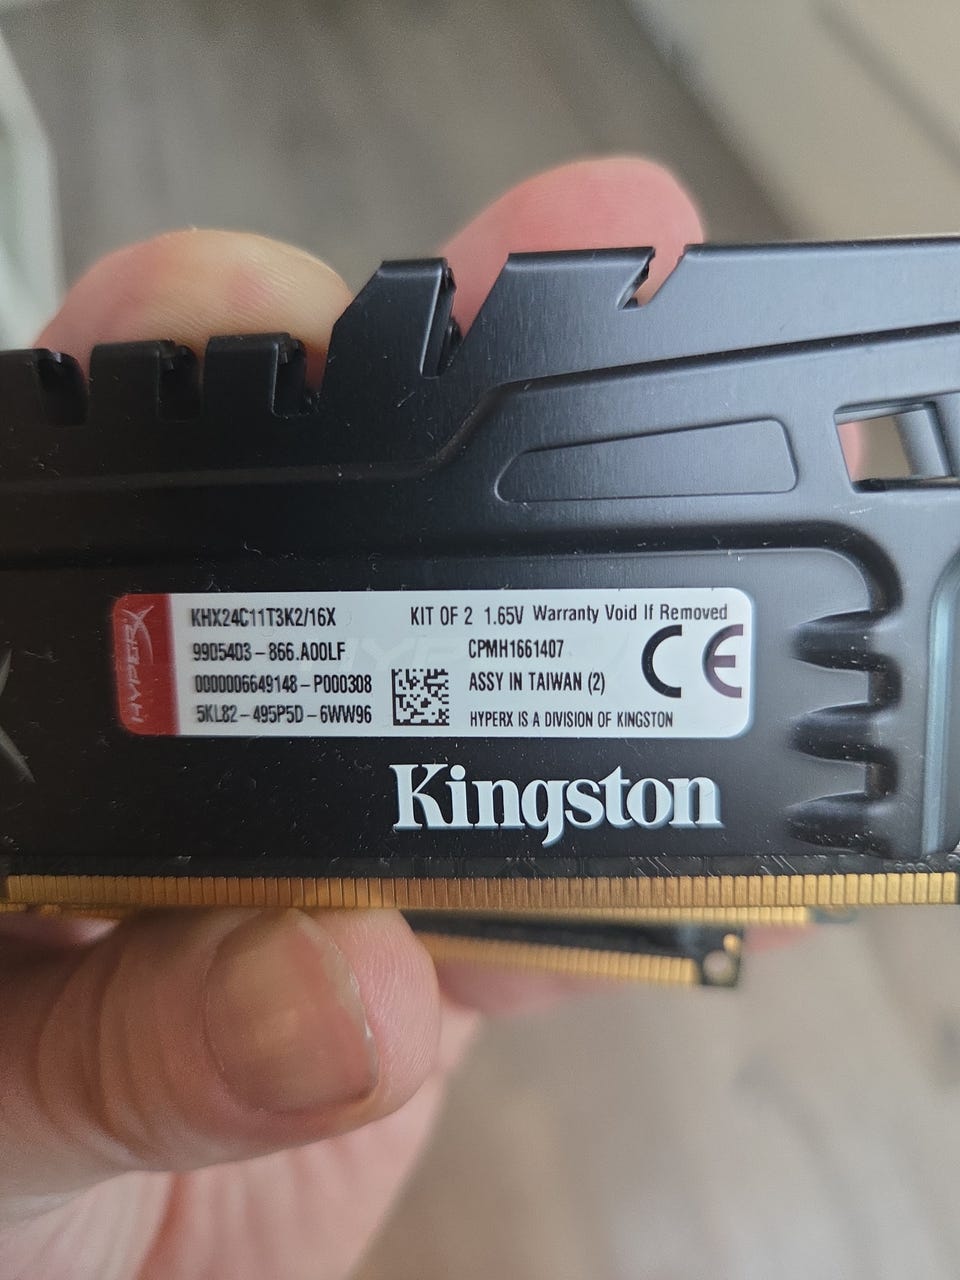 HYPERX
KHX24C11T3K2/16X KIT OF 2 1.65V Warranty Void If Removed
9905403-866.A00LF CPMH1661407
0000006649148-P000308 ASSY IN TAIWAN (2)
5KL82-495P5D-6WW96 HYPERX IS A DIVISION OF KINGSTON
CE
Kingston